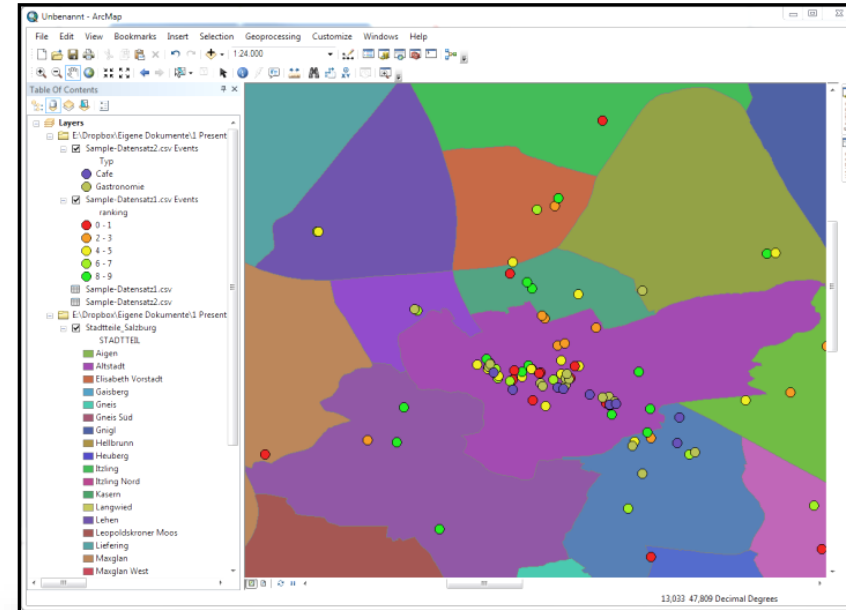 Unbenannt - ArcMap
File Edit View Bookmarks Insert Selection Geoprocessing Customize Windows Help
1:24.000
Table Of Contents
Layers
E:\Dropbox\Eigene Dokumente\1 Present
Sample-Datensatz2.csv Events
Typ
Cafe
Gastronomie
Sample-Datensatz1.csv Events
ranking
0 - 1
2 - 3
4 - 5
6 - 7
8 - 9
Sample-Datensatz1.csv
Sample-Datensatz2.csv
E:\Dropbox\Eigene Dokumente\1 Present
Stadtteile_Salzburg
STADTTEIL
Aigen
Altstadt
Elisabeth Vorstadt
Gaisberg
Gneis
Gneis Süd
Gnigl
Hellbrunn
Heuberg
Itzling
Itzling Nord
Kasern
Langwied
Lehen
Leopoldskroner Moos
Liefering
Maxglan
Maxglan West
13,033 47,809 Decimal Degrees